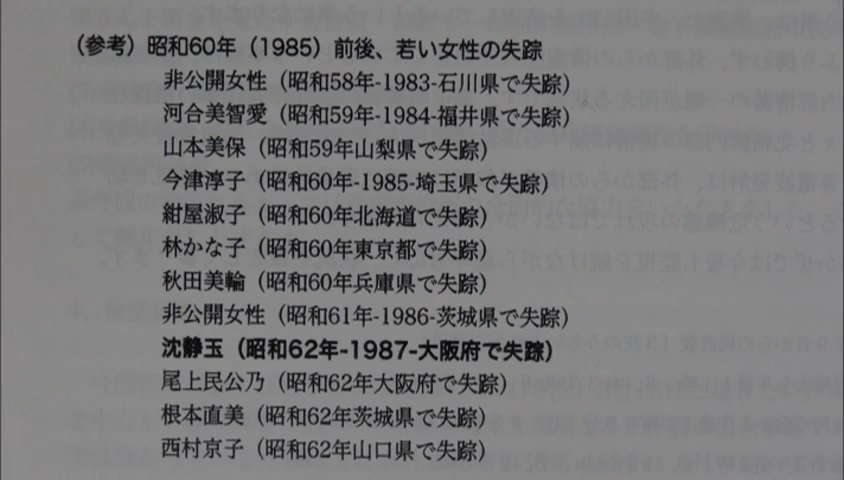 (参考)昭和60年(1985)前後、若い女性の失踪
非公開女性(昭和58年-1983-石川県で失踪)
河合美智愛(昭和59年-1984-福井県で失踪)
山本美保(昭和59年山梨県で失踪)
今津淳子(昭和60年-1985-埼玉県で失踪)
紺屋淑子(昭和60年北海道で失踪)
林かな子(昭和60年東京都で失踪)
秋田美輪(昭和60年兵庫県で失踪)
非公開女性(昭和61年-1986-茨城県で失踪)
沈静玉(昭和62年-1987-大阪府で失踪)
尾上民公乃(昭和62年大阪府で失踪)
根本直美(昭和62年茨城県で失踪)
西村京子(昭和62年山口県で失踪)